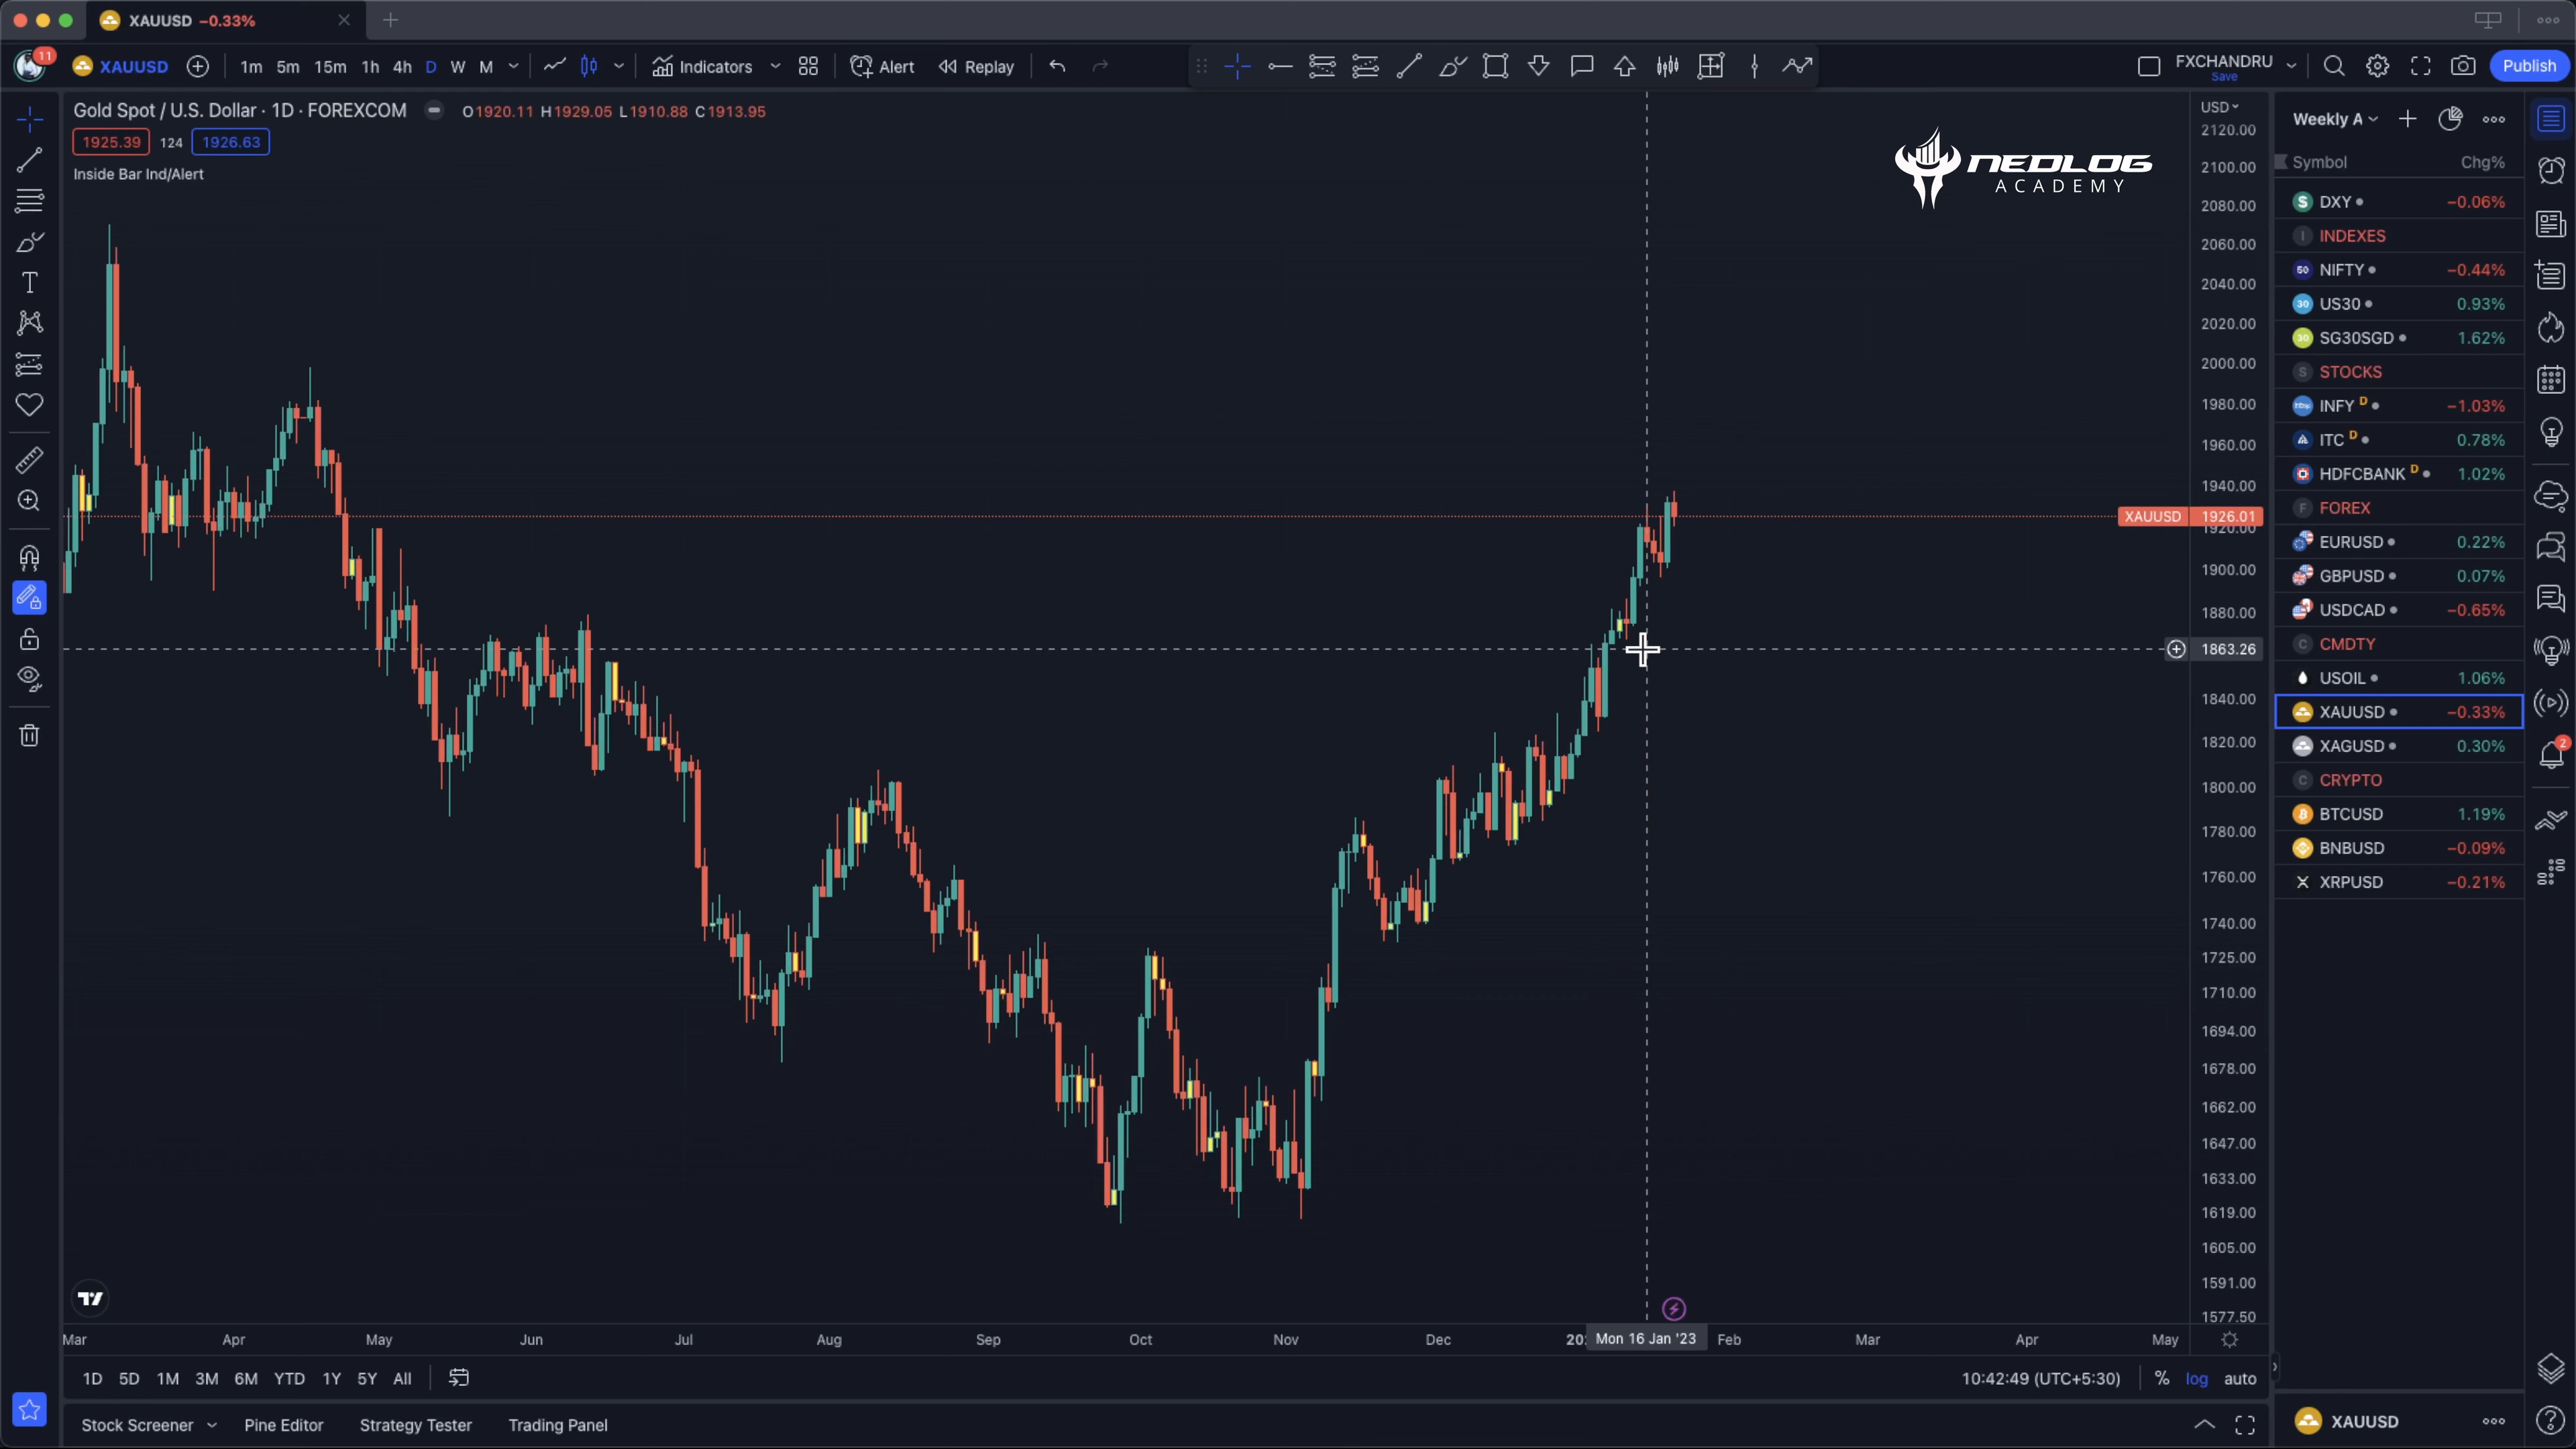 XAUUSD −0.33%
11
XAUUSD 1m 5m 15m 1h 4h D W M Indicators Alert Replay FXCHANDRU Save Publish
Gold Spot / U.S. Dollar · 1D · FOREXCOM O1920.11 H1929.05 L1910.88 C1913.95
1925.39 124 1926.63
Inside Bar Ind/Alert
NEDLOG
ACADEMY
USD
2120.00
2100.00
2080.00
2060.00
2040.00
2020.00
2000.00
1980.00
1960.00
1940.00
XAUUSD 1926.01
1920.00
1900.00
1880.00
1863.26
1840.00
1820.00
1800.00
1780.00
1760.00
1740.00
1725.00
1710.00
1694.00
1678.00
1662.00
1647.00
1633.00
1619.00
1605.00
1591.00
1577.50
Mar Apr May Jun Jul Aug Sep Oct Nov Dec 20 Mon 16 Jan '23 Feb Mar Apr May
1D 5D 1M 3M 6M YTD 1Y 5Y All 10:42:49 (UTC+5:30) % log auto
Stock Screener Pine Editor Strategy Tester Trading Panel
Weekly A
Symbol Chg%
DXY −0.06%
INDEXES
50 NIFTY −0.44%
30 US30 0.93%
30 SG30SGD 1.62%
S STOCKS
INFY D −1.03%
ITC D 0.78%
HDFCBANK D 1.02%
F FOREX
EURUSD 0.22%
GBPUSD 0.07%
USDCAD −0.65%
C CMDTY
USOIL 1.06%
XAUUSD −0.33%
XAGUSD 0.30%
C CRYPTO
BTCUSD 1.19%
BNBUSD −0.09%
XRPUSD −0.21%
2
XAUUSD